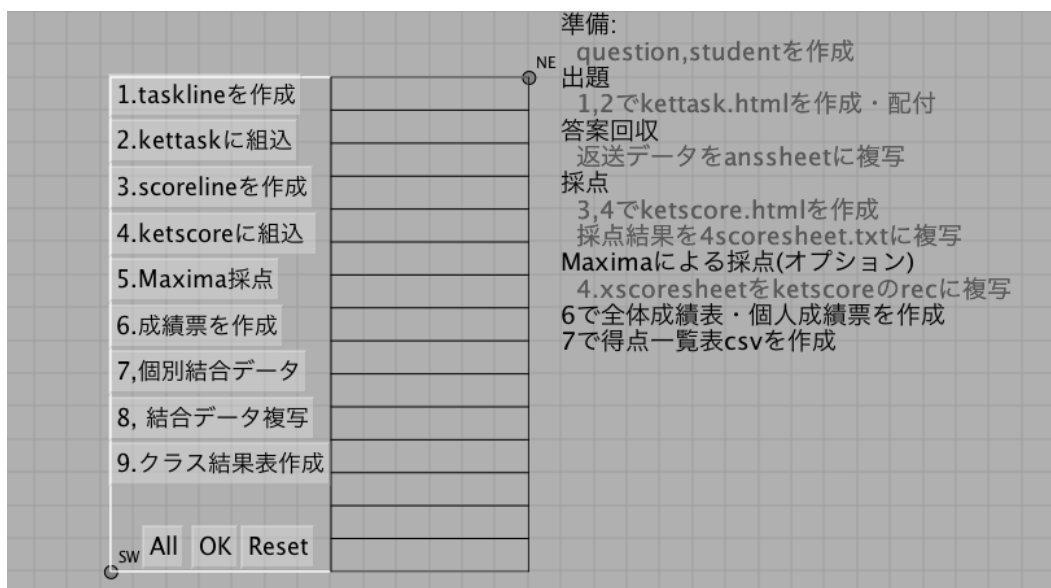 準備:
question,studentを作成
NE
出題
1.tasklineを作成
1,2でkettask.htmlを作成・配付
答案回収
2.kettaskに組込
返送データをanssheetに複写
採点
3.scorelineを作成
3,4でketscore.htmlを作成
4.ketscoreに組込
採点結果を4scoresheet.txtに複写
Maximaによる採点(オプション)
5.Maxima採点
4.xscoresheetをketscoreのrecに複写
6で全体成績表・個人成績票を作成
6.成績票を作成
7で得点一覧表csvを作成
7,個別結合データ
8, 結合データ複写
9.クラス結果表作成
SW All OK Reset